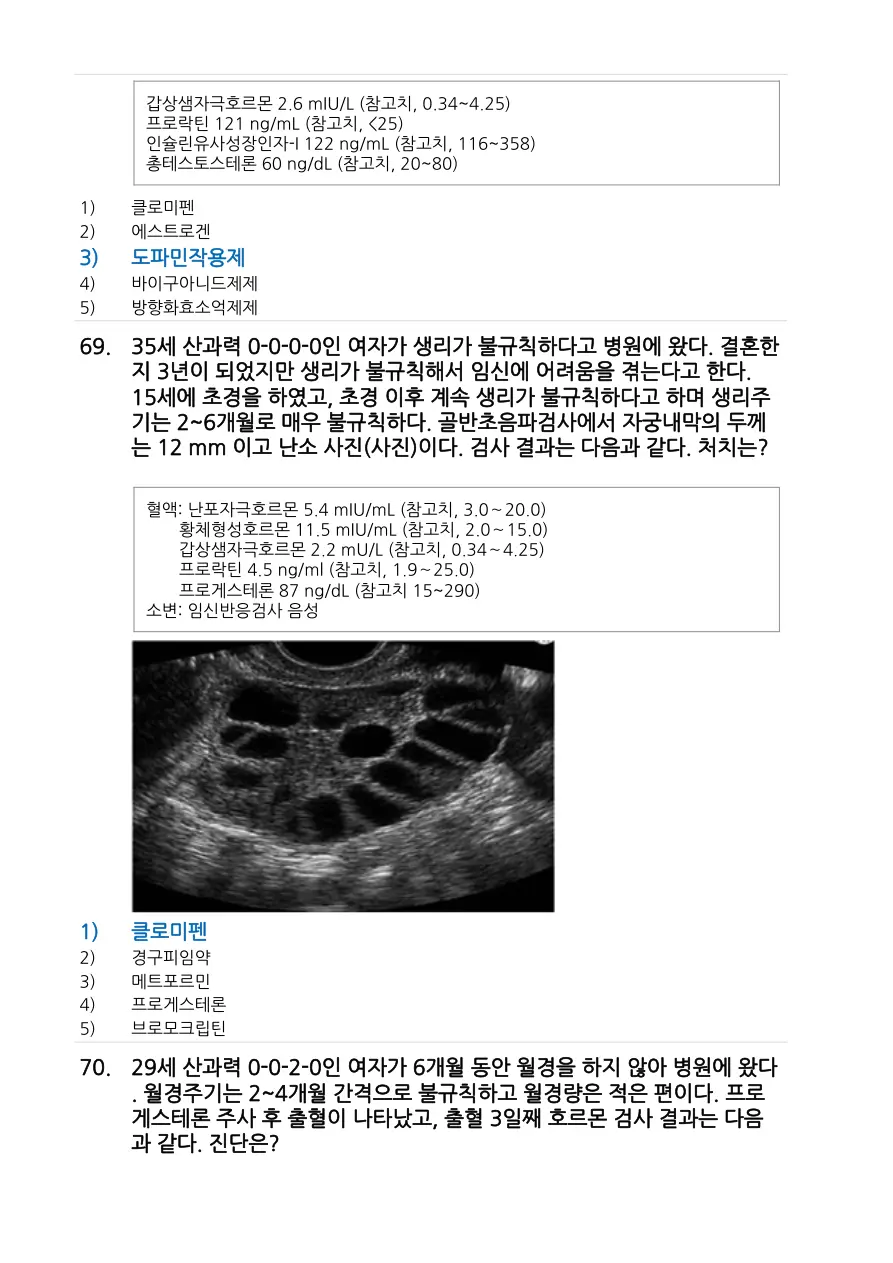 갑상샘자극호르몬 2.6 mIU/L (참고치, 0.34~4.25)
프로락틴 121 ng/mL (참고치, <25)
인슐린유사성장인자-I 122 ng/mL (참고치, 116~358)
총테스토스테론 60 ng/dL (참고치, 20~80)
1) 클로미펜
2) 에스트로겐
3) 도파민작용제
4) 바이구아니드제제
5) 방향화효소억제제
69. 35세 산과력 0-0-0-0인 여자가 생리가 불규칙하다고 병원에 왔다. 결혼한
지 3년이 되었지만 생리가 불규칙해서 임신에 어려움을 겪는다고 한다.
15세에 초경을 하였고, 초경 이후 계속 생리가 불규칙하다고 하며 생리주
기는 2~6개월로 매우 불규칙하다. 골반초음파검사에서 자궁내막의 두께
는 12 mm 이고 난소 사진(사진)이다. 검사 결과는 다음과 같다. 처치는?
혈액: 난포자극호르몬 5.4 mIU/mL (참고치, 3.0～20.0)
황체형성호르몬 11.5 mIU/mL (참고치, 2.0～15.0)
갑상샘자극호르몬 2.2 mU/L (참고치, 0.34～4.25)
프로락틴 4.5 ng/ml (참고치, 1.9～25.0)
프로게스테론 87 ng/dL (참고치 15~290)
소변: 임신반응검사 음성
1) 클로미펜
2) 경구피임약
3) 메트포르민
4) 프로게스테론
5) 브로모크립틴
70. 29세 산과력 0-0-2-0인 여자가 6개월 동안 월경을 하지 않아 병원에 왔다
. 월경주기는 2~4개월 간격으로 불규칙하고 월경량은 적은 편이다. 프로
게스테론 주사 후 출혈이 나타났고, 출혈 3일째 호르몬 검사 결과는 다음
과 같다. 진단은?